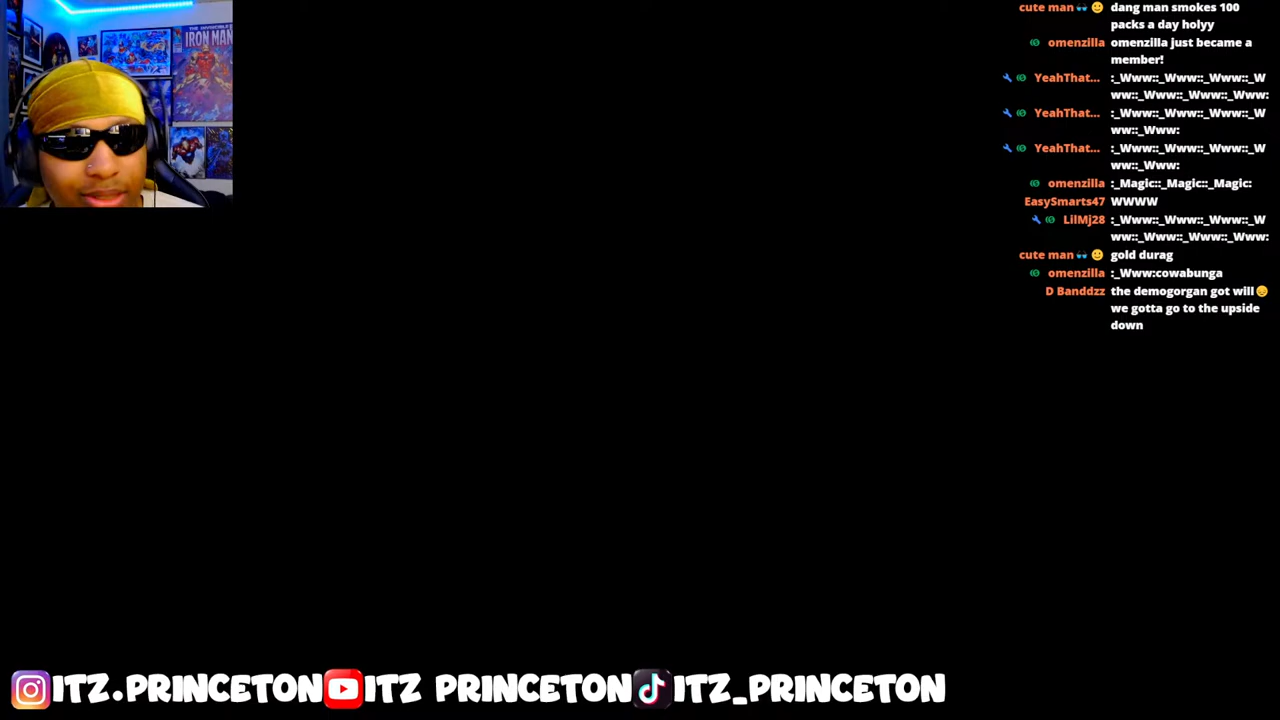 THE INVINCIBLE
IRON MAN
cute man 🕶️ 🙂 dang man smokes 100
packs a day holyy
omenzilla omenzilla just became a
member!
YeahThat... :_Www::_Www::_Www::_W
ww::_Www::_Www::_Www:
YeahThat... :_Www::_Www::_Www::_W
ww::_Www:
YeahThat... :_Www::_Www::_Www::_W
ww::_Www:
omenzilla :_Magic::_Magic::_Magic:
EasySmarts47 WWWW
LilMj28 :_Www::_Www::_Www::_W
ww::_Www::_Www::_Www:
cute man 🕶️ 🙂 gold durag
omenzilla :_Www:cowabunga
D Banddzz the demogorgan got will😞
we gotta go to the upside
down
ITZ.PRINCETON ITZ PRINCETON ITZ_PRINCETON